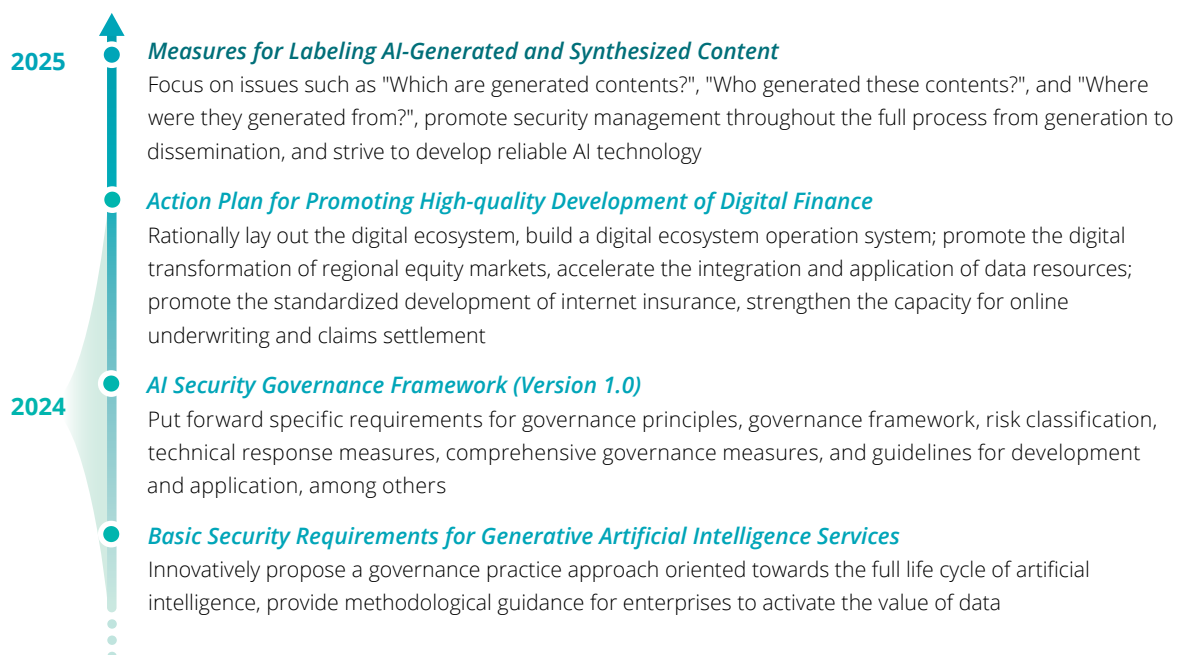 2025
Measures for Labeling AI-Generated and Synthesized Content
Focus on issues such as "Which are generated contents?", "Who generated these contents?", and "Where
were they generated from?", promote security management throughout the full process from generation to
dissemination, and strive to develop reliable AI technology
Action Plan for Promoting High-quality Development of Digital Finance
Rationally lay out the digital ecosystem, build a digital ecosystem operation system; promote the digital
transformation of regional equity markets, accelerate the integration and application of data resources;
promote the standardized development of internet insurance, strengthen the capacity for online
underwriting and claims settlement
2024
AI Security Governance Framework (Version 1.0)
Put forward specific requirements for governance principles, governance framework, risk classification,
technical response measures, comprehensive governance measures, and guidelines for development
and application, among others
Basic Security Requirements for Generative Artificial Intelligence Services
Innovatively propose a governance practice approach oriented towards the full life cycle of artificial
intelligence, provide methodological guidance for enterprises to activate the value of data